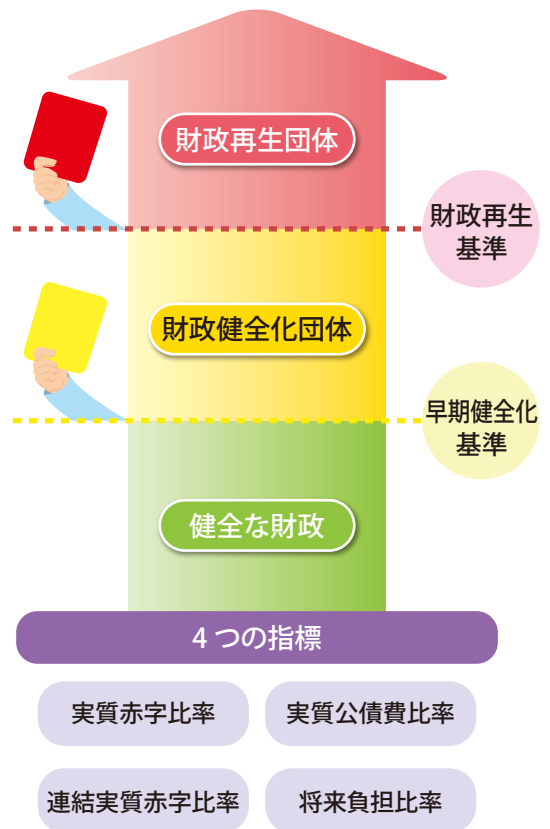 財政再生団体
財政再生
基準
財政健全化団体
早期健全化
基準
健全な財政
4つの指標
実質赤字比率
実質公債費比率
連結実質赤字比率
将来負担比率